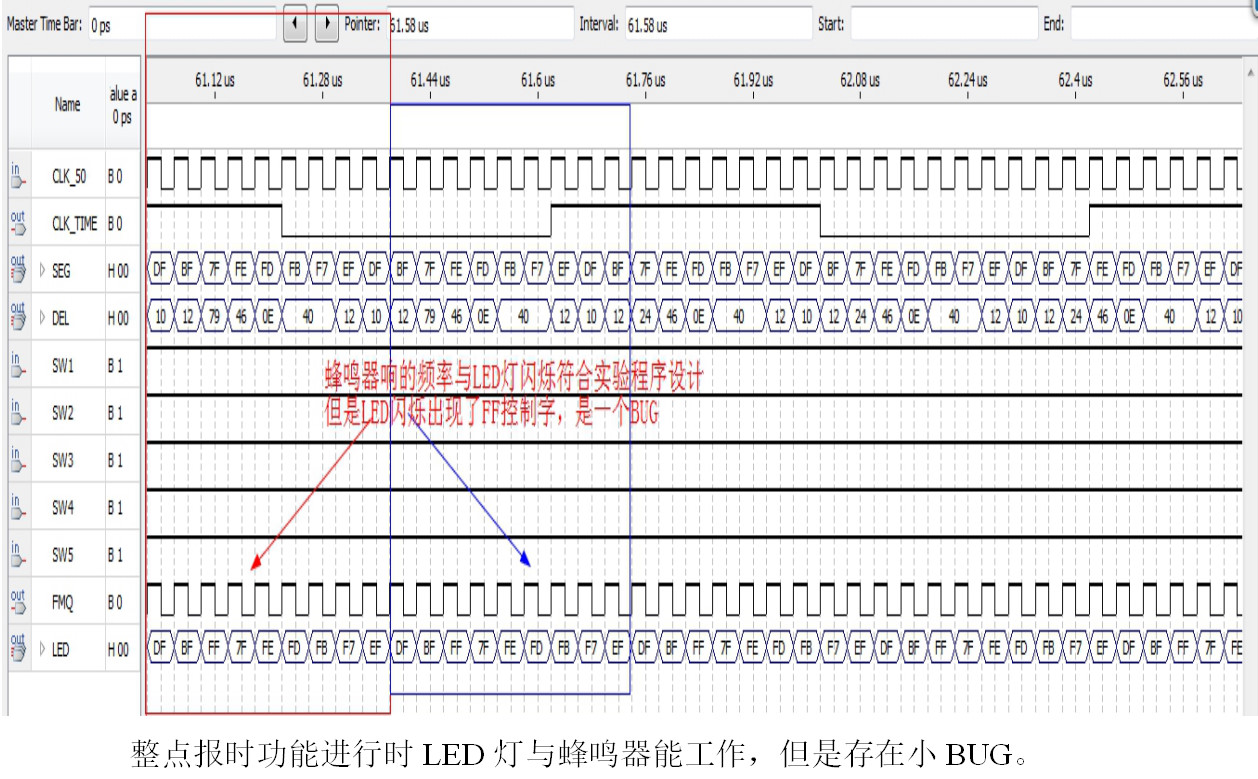 Master Time Bar: 0 ps Pointer: 61.58 us Interval: 61.58 us Start: End:
Name alue a 0 ps 61.12 us 61.28 us 61.44 us 61.6 us 61.76 us 61.92 us 62.08 us 62.24 us 62.4 us 62.56 us
in CLK_50 B 0
out CLK_TIME B 0
out SEG H 00 DF BF 7F FE FD FB F7 EF DF BF 7F FE FD FB F7 EF DF BF 7F FE FD FB F7 EF DF BF 7F FE FD FB F7 EF DF BF 7F FE FD FB F7 EF DF
out DEL H 00 10 12 79 46 0E 40 12 10 12 79 46 0E 40 12 10 12 24 46 0E 40 12 10 12 24 46 0E 40 12 10 12 24 46 0E 40 12 10
in SW1 B 1
蜂鸣器响的频率与LED灯闪烁符合实验程序设计
in SW2 B 1
但是LED闪烁出现了FF控制字，是一个BUG
in SW3 B 1
in SW4 B 1
in SW5 B 1
out FMQ B 0
out LED H 00 DF BF FF 7F FE FD FB F7 EF DF BF FF 7F FE FD FB F7 EF DF BF FF 7F FE FD FB F7 EF DF BF FF 7F FE FD FB F7 EF DF BF FF 7F FE
整点报时功能进行时 LED 灯与蜂鸣器能工作，但是存在小 BUG。